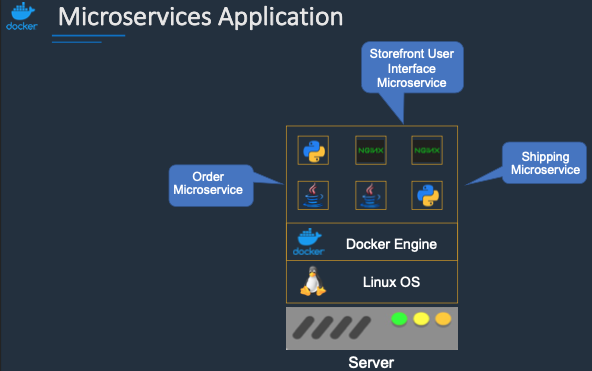 docker
Microservices Application
Storefront User
Interface
Microservice
NGINX
NGINX
Order
Microservice
Shipping
Microservice
docker
Docker Engine
Linux OS
Server